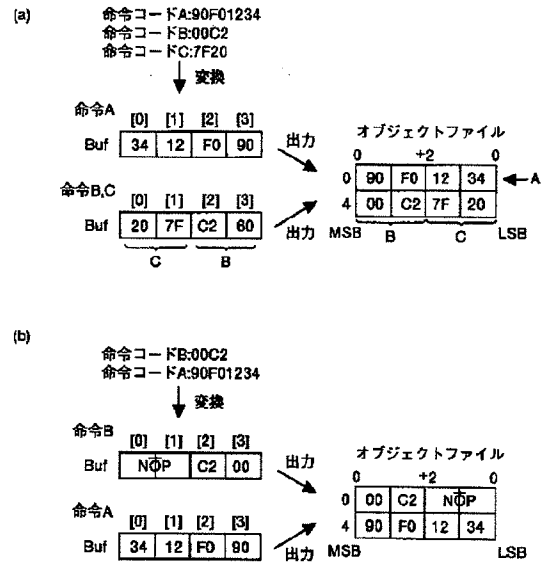 (a)
命令コードA:90F01234
命令コードB:00C2
命令コードC:7F20
変換
命令A
[0] [1] [2] [3]
Buf 34 12 F0 90
出力
命令B,C
[0] [1] [2] [3]
Buf 20 7F C2 60
出力
C B
オブジェクトファイル
0 +2 0
0 90 F0 12 34 A
4 00 C2 7F 20
MSB B C LSB
(b)
命令コードB:00C2
命令コードA:90F01234
変換
命令B
[0] [1] [2] [3]
Buf NOP C2 00
出力
命令A
[0] [1] [2] [3]
Buf 34 12 F0 90
出力
オブジェクトファイル
0 +2 0
0 00 C2 NOP
4 90 F0 12 34
MSB LSB